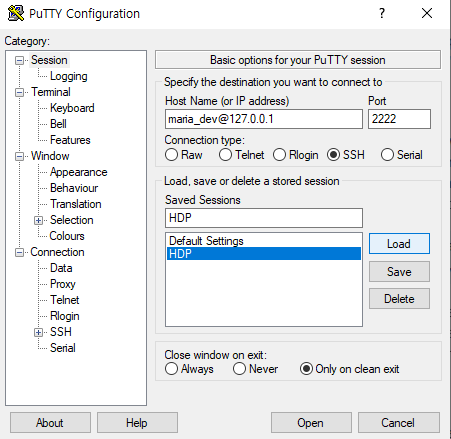 PuTTY Configuration
Category:
Session
Logging
Terminal
Keyboard
Bell
Features
Window
Appearance
Behaviour
Translation
Selection
Colours
Connection
Data
Proxy
Telnet
Rlogin
SSH
Serial
Basic options for your PuTTY session
Specify the destination you want to connect to
Host Name (or IP address) Port
maria_dev@127.0.0.1 2222
Connection type:
Raw Telnet Rlogin SSH Serial
Load, save or delete a stored session
Saved Sessions
HDP
Default Settings
HDP
Load
Save
Delete
Close window on exit:
Always Never Only on clean exit
About Help Open Cancel